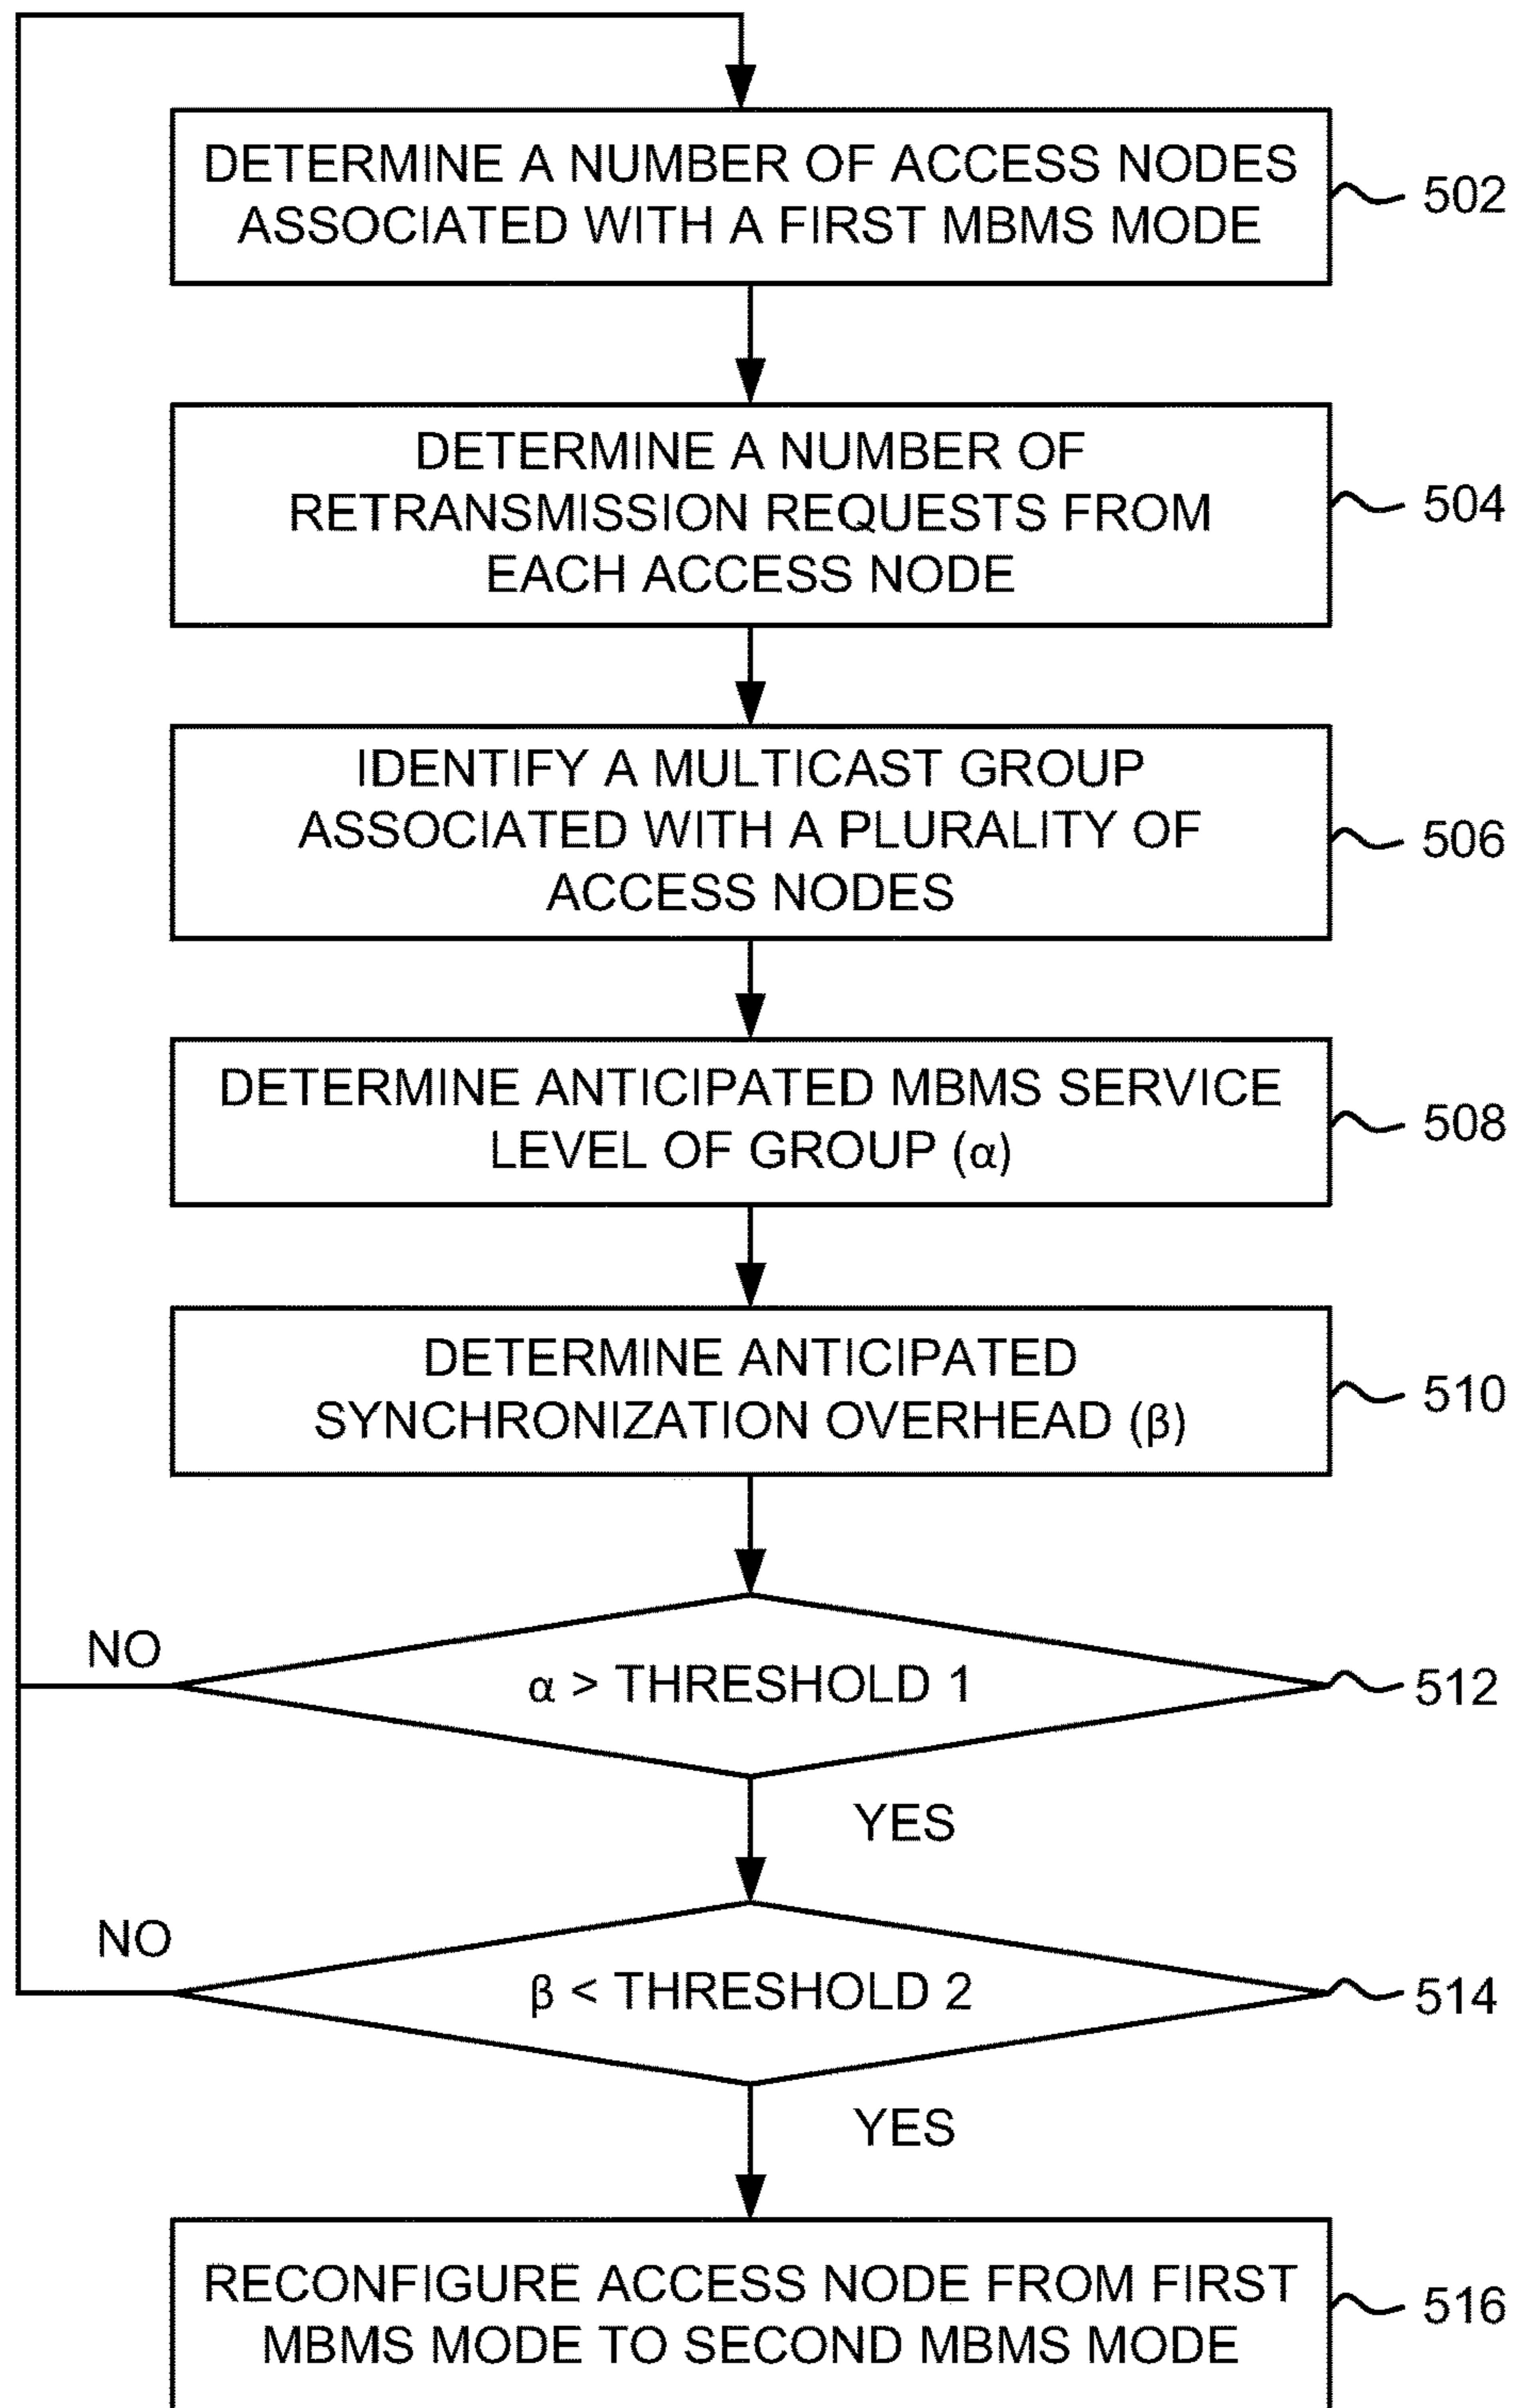 DETERMINE A NUMBER OF ACCESS NODES
ASSOCIATED WITH A FIRST MBMS MODE
502
DETERMINE A NUMBER OF
RETRANSMISSION REQUESTS FROM
EACH ACCESS NODE
504
IDENTIFY A MULTICAST GROUP
ASSOCIATED WITH A PLURALITY OF
ACCESS NODES
506
DETERMINE ANTICIPATED MBMS SERVICE
LEVEL OF GROUP (α)
508
DETERMINE ANTICIPATED
SYNCHRONIZATION OVERHEAD (β)
510
NO
α > THRESHOLD 1
512
YES
NO
β < THRESHOLD 2
514
YES
RECONFIGURE ACCESS NODE FROM FIRST
MBMS MODE TO SECOND MBMS MODE
516